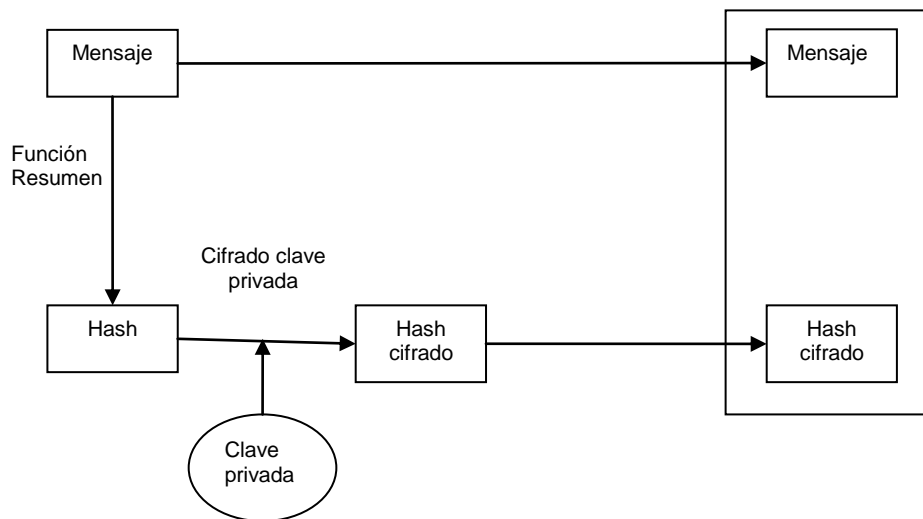 Mensaje
Mensaje
Función
Resumen
Cifrado clave
privada
Hash
Hash
cifrado
Hash
cifrado
Clave
privada